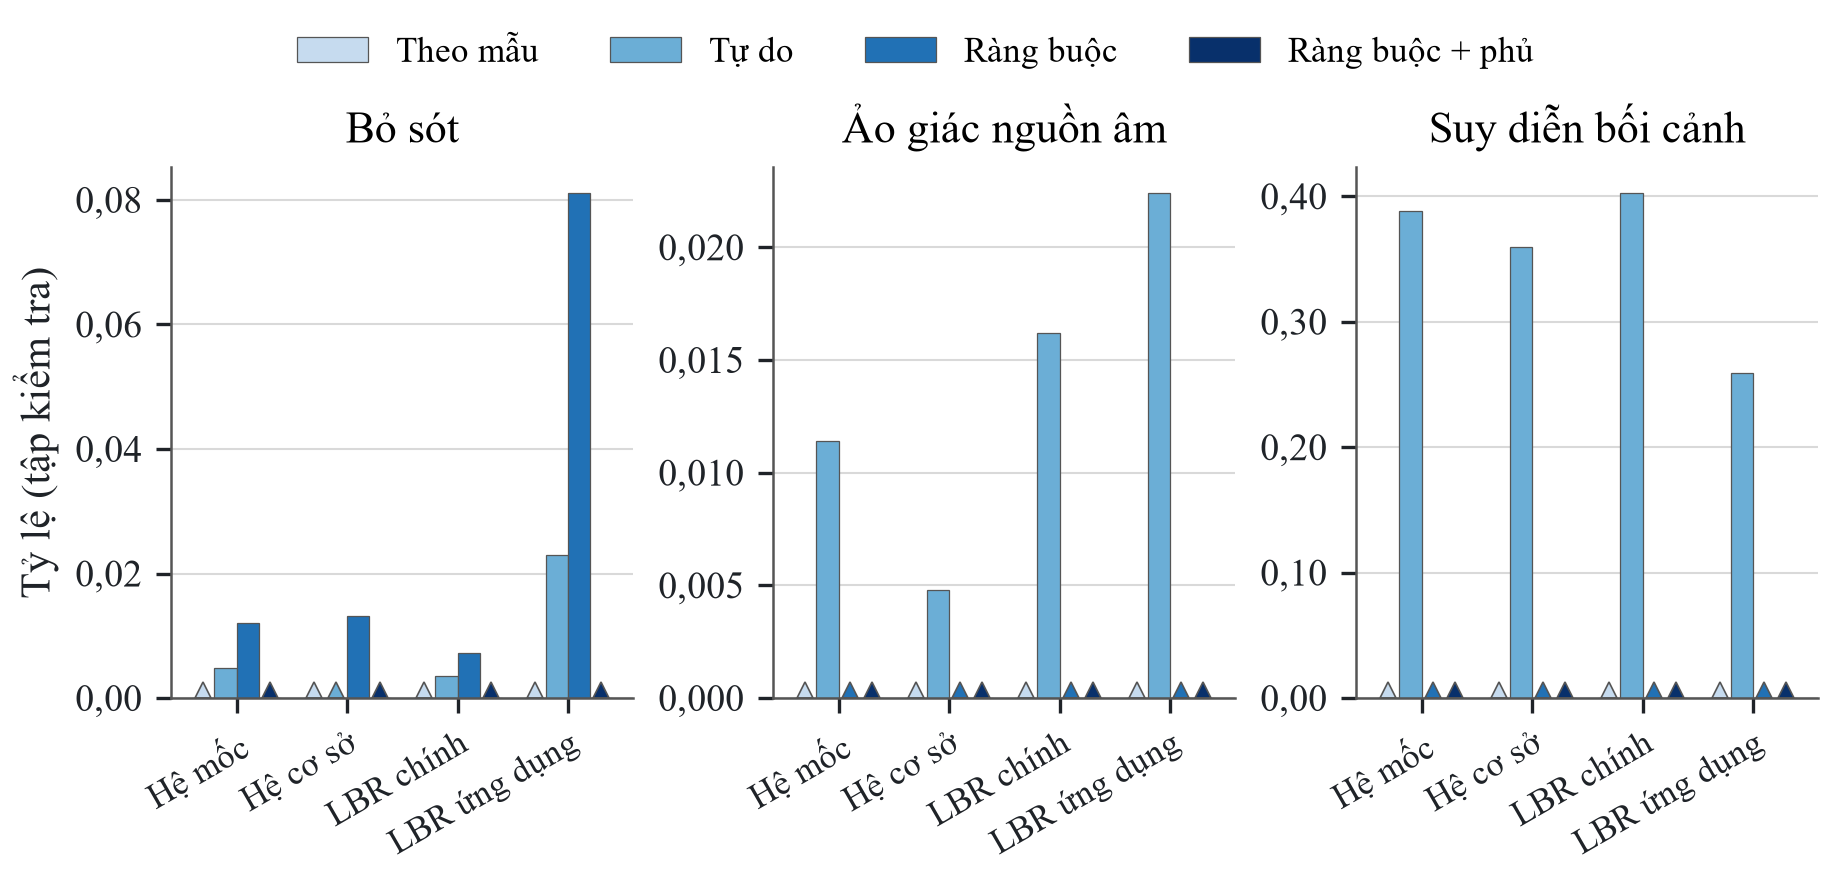 Theo mẫu Tự do Ràng buộc Ràng buộc + phủ
Bỏ sót
Ảo giác nguồn âm
Suy diễn bối cảnh
Tỷ lệ (tập kiểm tra)
0,08
0,06
0,04
0,02
0,00
Hệ mốc
Hệ cơ sở
LBR chính
LBR ứng dụng
0,020
0,015
0,010
0,005
0,000
Hệ mốc
Hệ cơ sở
LBR chính
LBR ứng dụng
0,40
0,30
0,20
0,10
0,00
Hệ mốc
Hệ cơ sở
LBR chính
LBR ứng dụng